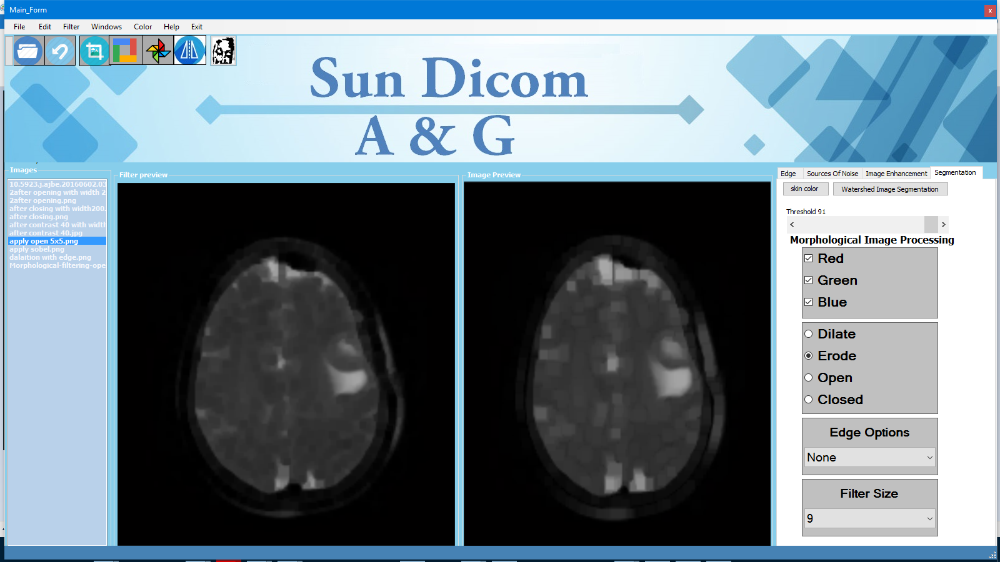 Main_Form
x
File Edit Filter Windows Color Help Exit
Sun Dicom
A & G
Images
10.5923.j.ajbe.20160602.03
2after opening with width 2
2after opening.png
after closing with width200.
after closing.png
after contrast 40 with width
after contrast 40.jpg
apply open 5x5.png
apply sobel.png
dalaition with edge.png
Morphological-filtering-ope
Filter preview
Image Preview
Edge Sources Of Noise Image Enhancement Segmentation
skin color Watershed Image Segmentation
Threshold 91
Morphological Image Processing
Red
Green
Blue
Dilate
Erode
Open
Closed
Edge Options
None
Filter Size
9